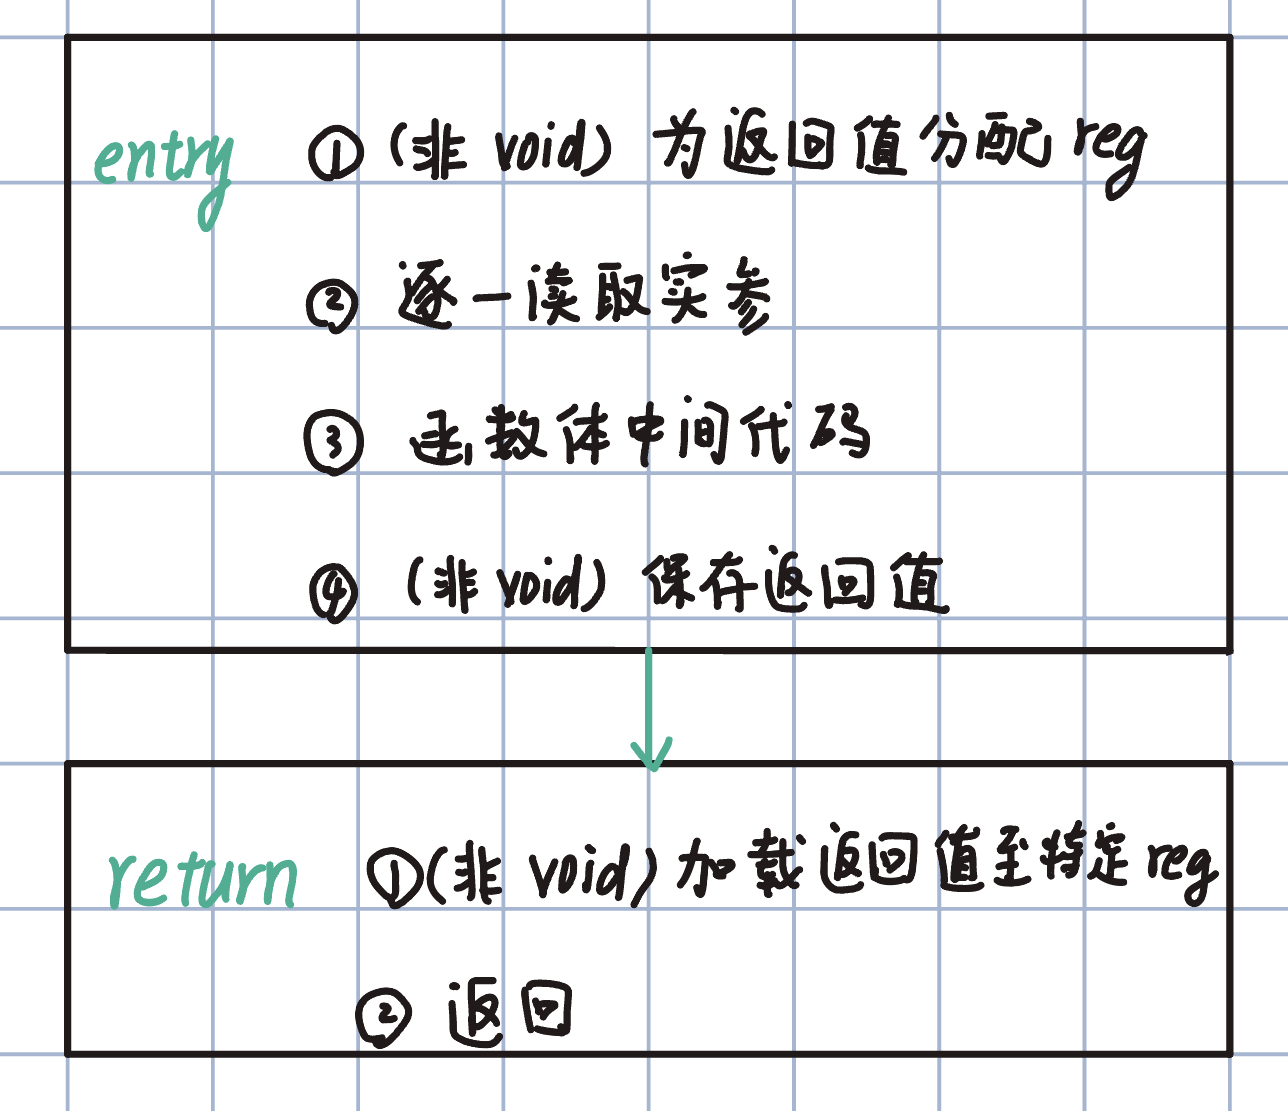 entry ① (非 void) 为返回值分配 reg
② 逐一读取实参
③ 函数体中间代码
④ (非 void) 保存返回值
return ①(非 void) 加载返回值至特定 reg
② 返回